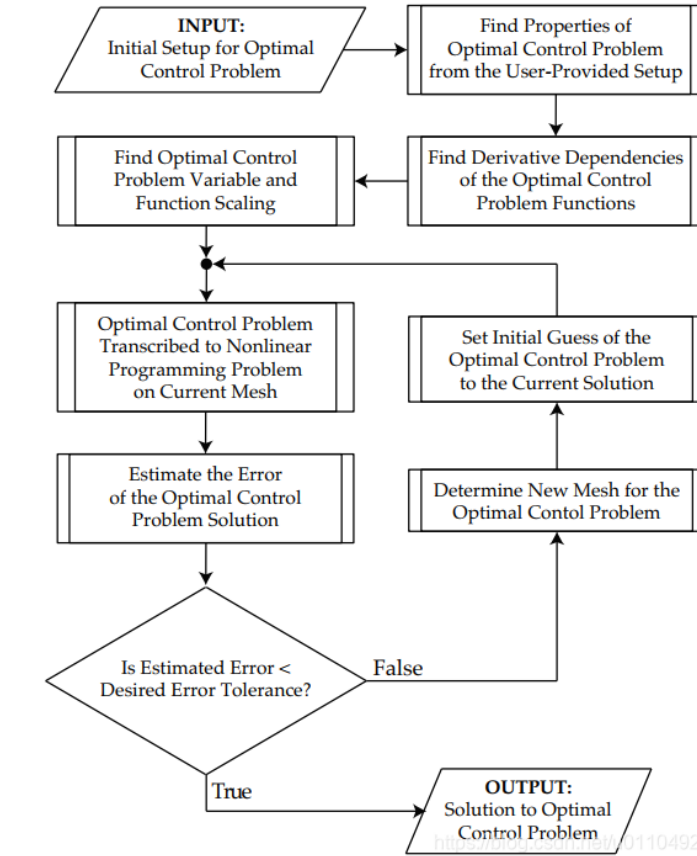 INPUT:
Initial Setup for Optimal
Control Problem
Find Properties of
Optimal Control Problem
from the User-Provided Setup
Find Derivative Dependencies
of the Optimal Control
Problem Functions
Find Optimal Control
Problem Variable and
Function Scaling
Optimal Control Problem
Transcribed to Nonlinear
Programming Problem
on Current Mesh
Estimate the Error
of the Optimal Control
Problem Solution
Is Estimated Error <
Desired Error Tolerance?
False
Determine New Mesh for the
Optimal Contol Problem
Set Initial Guess of the
Optimal Control Problem
to the Current Solution
True
OUTPUT:
Solution to Optimal
Control Problem